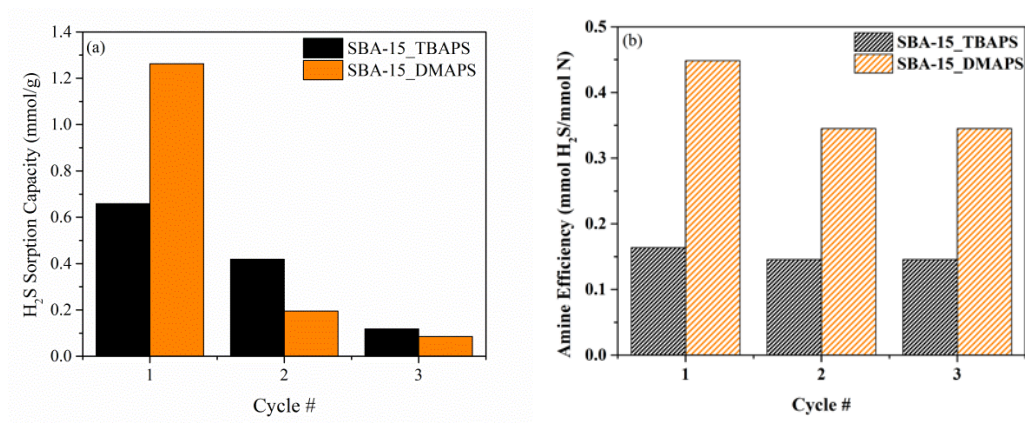 (a)
SBA-15_TBAPS
SBA-15_DMAPS
H₂S Sorption Capacity (mmol/g)
1.4
1.2
1.0
0.8
0.6
0.4
0.2
0.0
1 2 3
Cycle #
(b)
SBA-15_TBAPS
SBA-15_DMAPS
Amine Efficiency (mmol H₂S/mmol N)
0.5
0.4
0.3
0.2
0.1
0.0
1 2 3
Cycle #